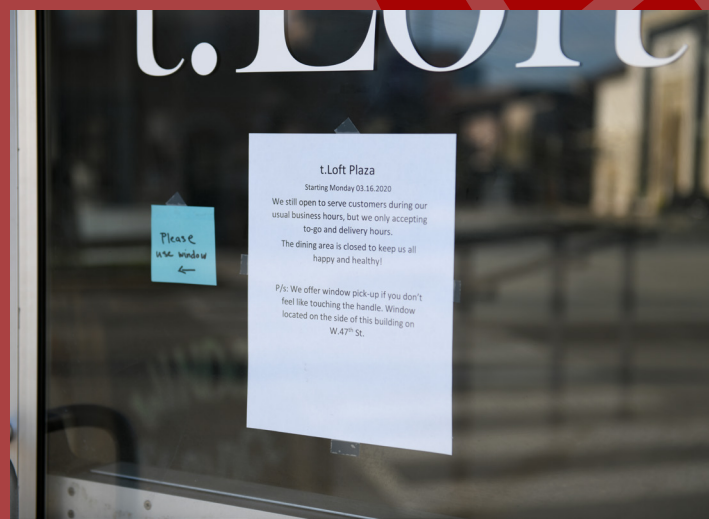 t.Loft
t.Loft Plaza
Starting Monday 03.16.2020
We still open to serve customers during our
usual business hours, but we only accepting
to-go and delivery hours.
The dining area is closed to keep us all
happy and healthy!
P/s: We offer window pick-up if you don't
feel like touching the handle. Window
located on the side of this building on
W.47th St.
Please
use window
←